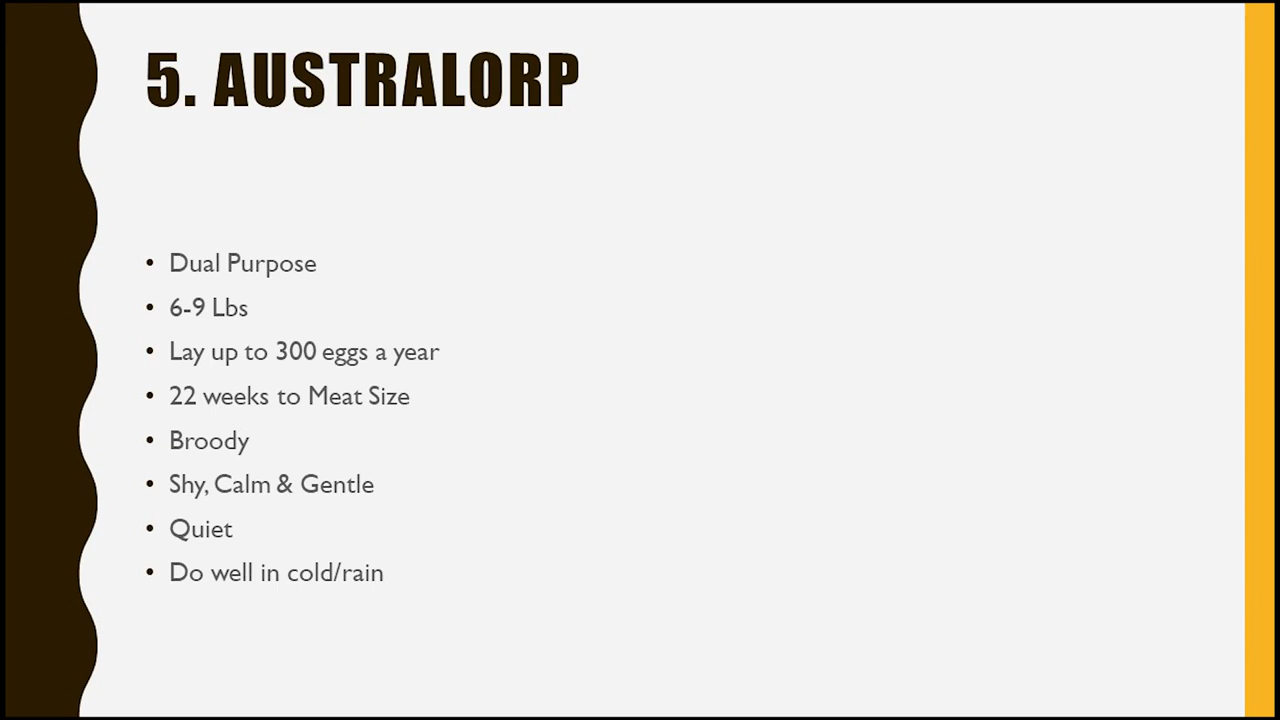 5. AUSTRALORP
• Dual Purpose
• 6-9 Lbs
• Lay up to 300 eggs a year
• 22 weeks to Meat Size
• Broody
• Shy, Calm & Gentle
• Quiet
• Do well in cold/rain